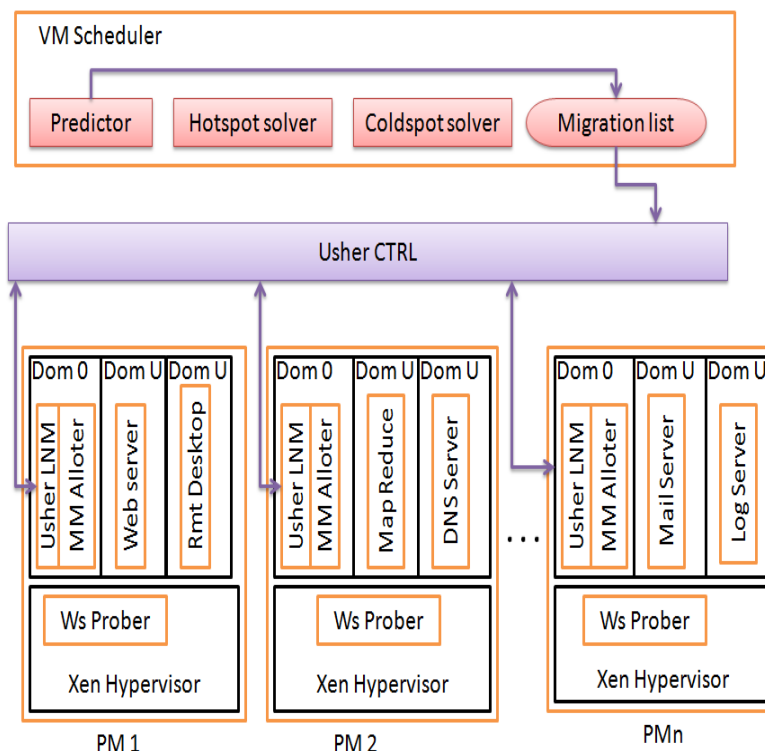 VM Scheduler
Predictor
Hotspot solver
Coldspot solver
Migration list
Usher CTRL
Dom 0
Dom U
Dom U
Usher LNM
MM Alloter
Web server
Rmt Desktop
Ws Prober
Xen Hypervisor
PM 1
Dom 0
Dom U
Dom U
Usher LNM
MM Alloter
Map Reduce
DNS Server
Ws Prober
Xen Hypervisor
PM 2
...
Dom 0
Dom U
Dom U
Usher LNM
MM Alloter
Mail Server
Log Server
Ws Prober
Xen Hypervisor
PMn